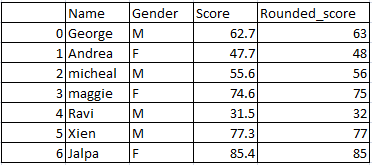 Name Gender Score Rounded_score
0 George M 62.7 63
1 Andrea F 47.7 48
2 micheal M 55.6 56
3 maggie F 74.6 75
4 Ravi M 31.5 32
5 Xien M 77.3 77
6 Jalpa F 85.4 85